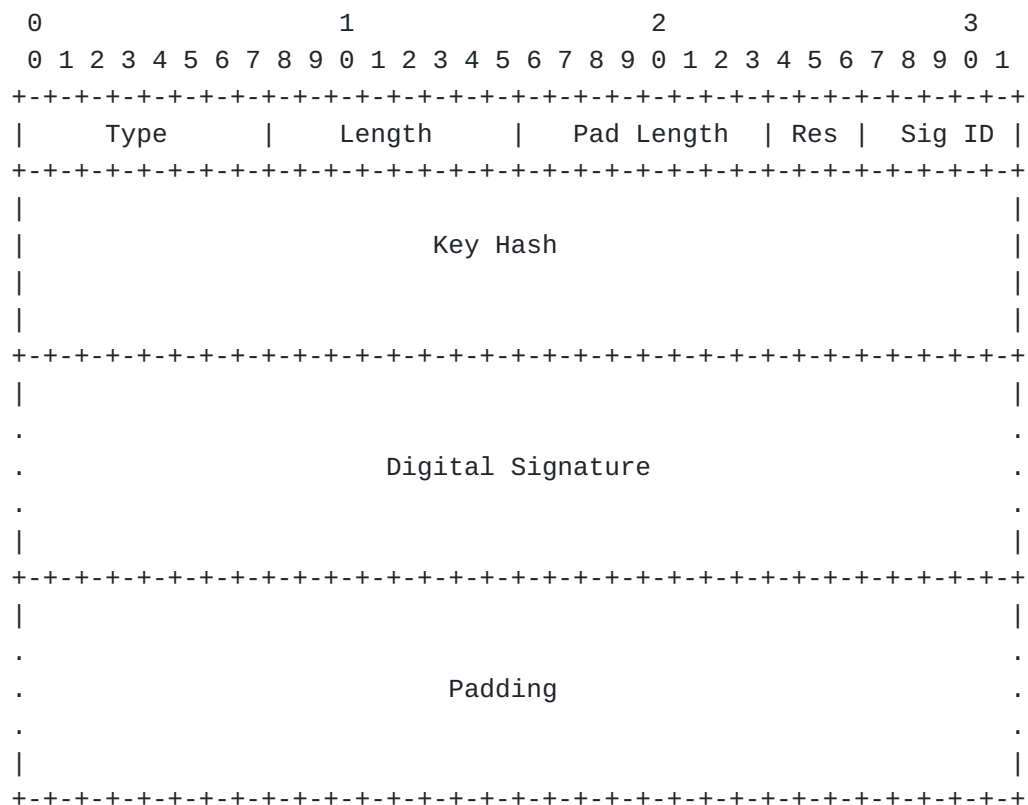 0                   1                   2                   3
 0 1 2 3 4 5 6 7 8 9 0 1 2 3 4 5 6 7 8 9 0 1 2 3 4 5 6 7 8 9 0 1
+-+-+-+-+-+-+-+-+-+-+-+-+-+-+-+-+-+-+-+-+-+-+-+-+-+-+-+-+-+-+-+-+
|     Type      |    Length     |   Pad Length  | Res |  Sig ID |
+-+-+-+-+-+-+-+-+-+-+-+-+-+-+-+-+-+-+-+-+-+-+-+-+-+-+-+-+-+-+-+-+
|                                                               |
|                          Key Hash                             |
|                                                               |
|                                                               |
+-+-+-+-+-+-+-+-+-+-+-+-+-+-+-+-+-+-+-+-+-+-+-+-+-+-+-+-+-+-+-+-+
|                                                               |
.                                                               .
.                       Digital Signature                       .
.                                                               .
|                                                               |
+-+-+-+-+-+-+-+-+-+-+-+-+-+-+-+-+-+-+-+-+-+-+-+-+-+-+-+-+-+-+-+-+
|                                                               |
.                                                               .
.                           Padding                             .
.                                                               .
|                                                               |
+-+-+-+-+-+-+-+-+-+-+-+-+-+-+-+-+-+-+-+-+-+-+-+-+-+-+-+-+-+-+-+-+